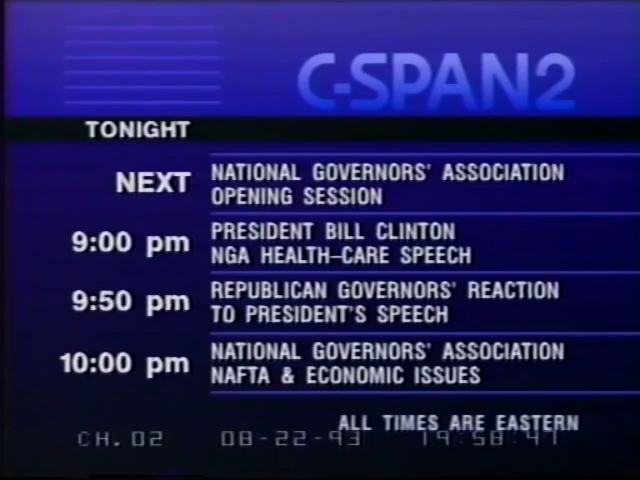 C-SPAN2
TONIGHT
NEXT NATIONAL GOVERNORS' ASSOCIATION
OPENING SESSION
9:00 pm PRESIDENT BILL CLINTON
NGA HEALTH–CARE SPEECH
9:50 pm REPUBLICAN GOVERNORS' REACTION
TO PRESIDENT'S SPEECH
10:00 pm NATIONAL GOVERNORS' ASSOCIATION
NAFTA & ECONOMIC ISSUES
ALL TIMES ARE EASTERN
CH.02 08-22-93 19:58:41